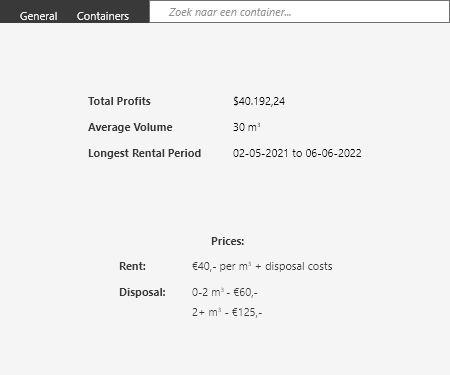 General Containers Zoek naar een container...
Total Profits $40.192,24
Average Volume 30 m³
Longest Rental Period 02-05-2021 to 06-06-2022
Prices:
Rent: €40,- per m³ + disposal costs
Disposal: 0-2 m³ - €60,-
2+ m³ - €125,-